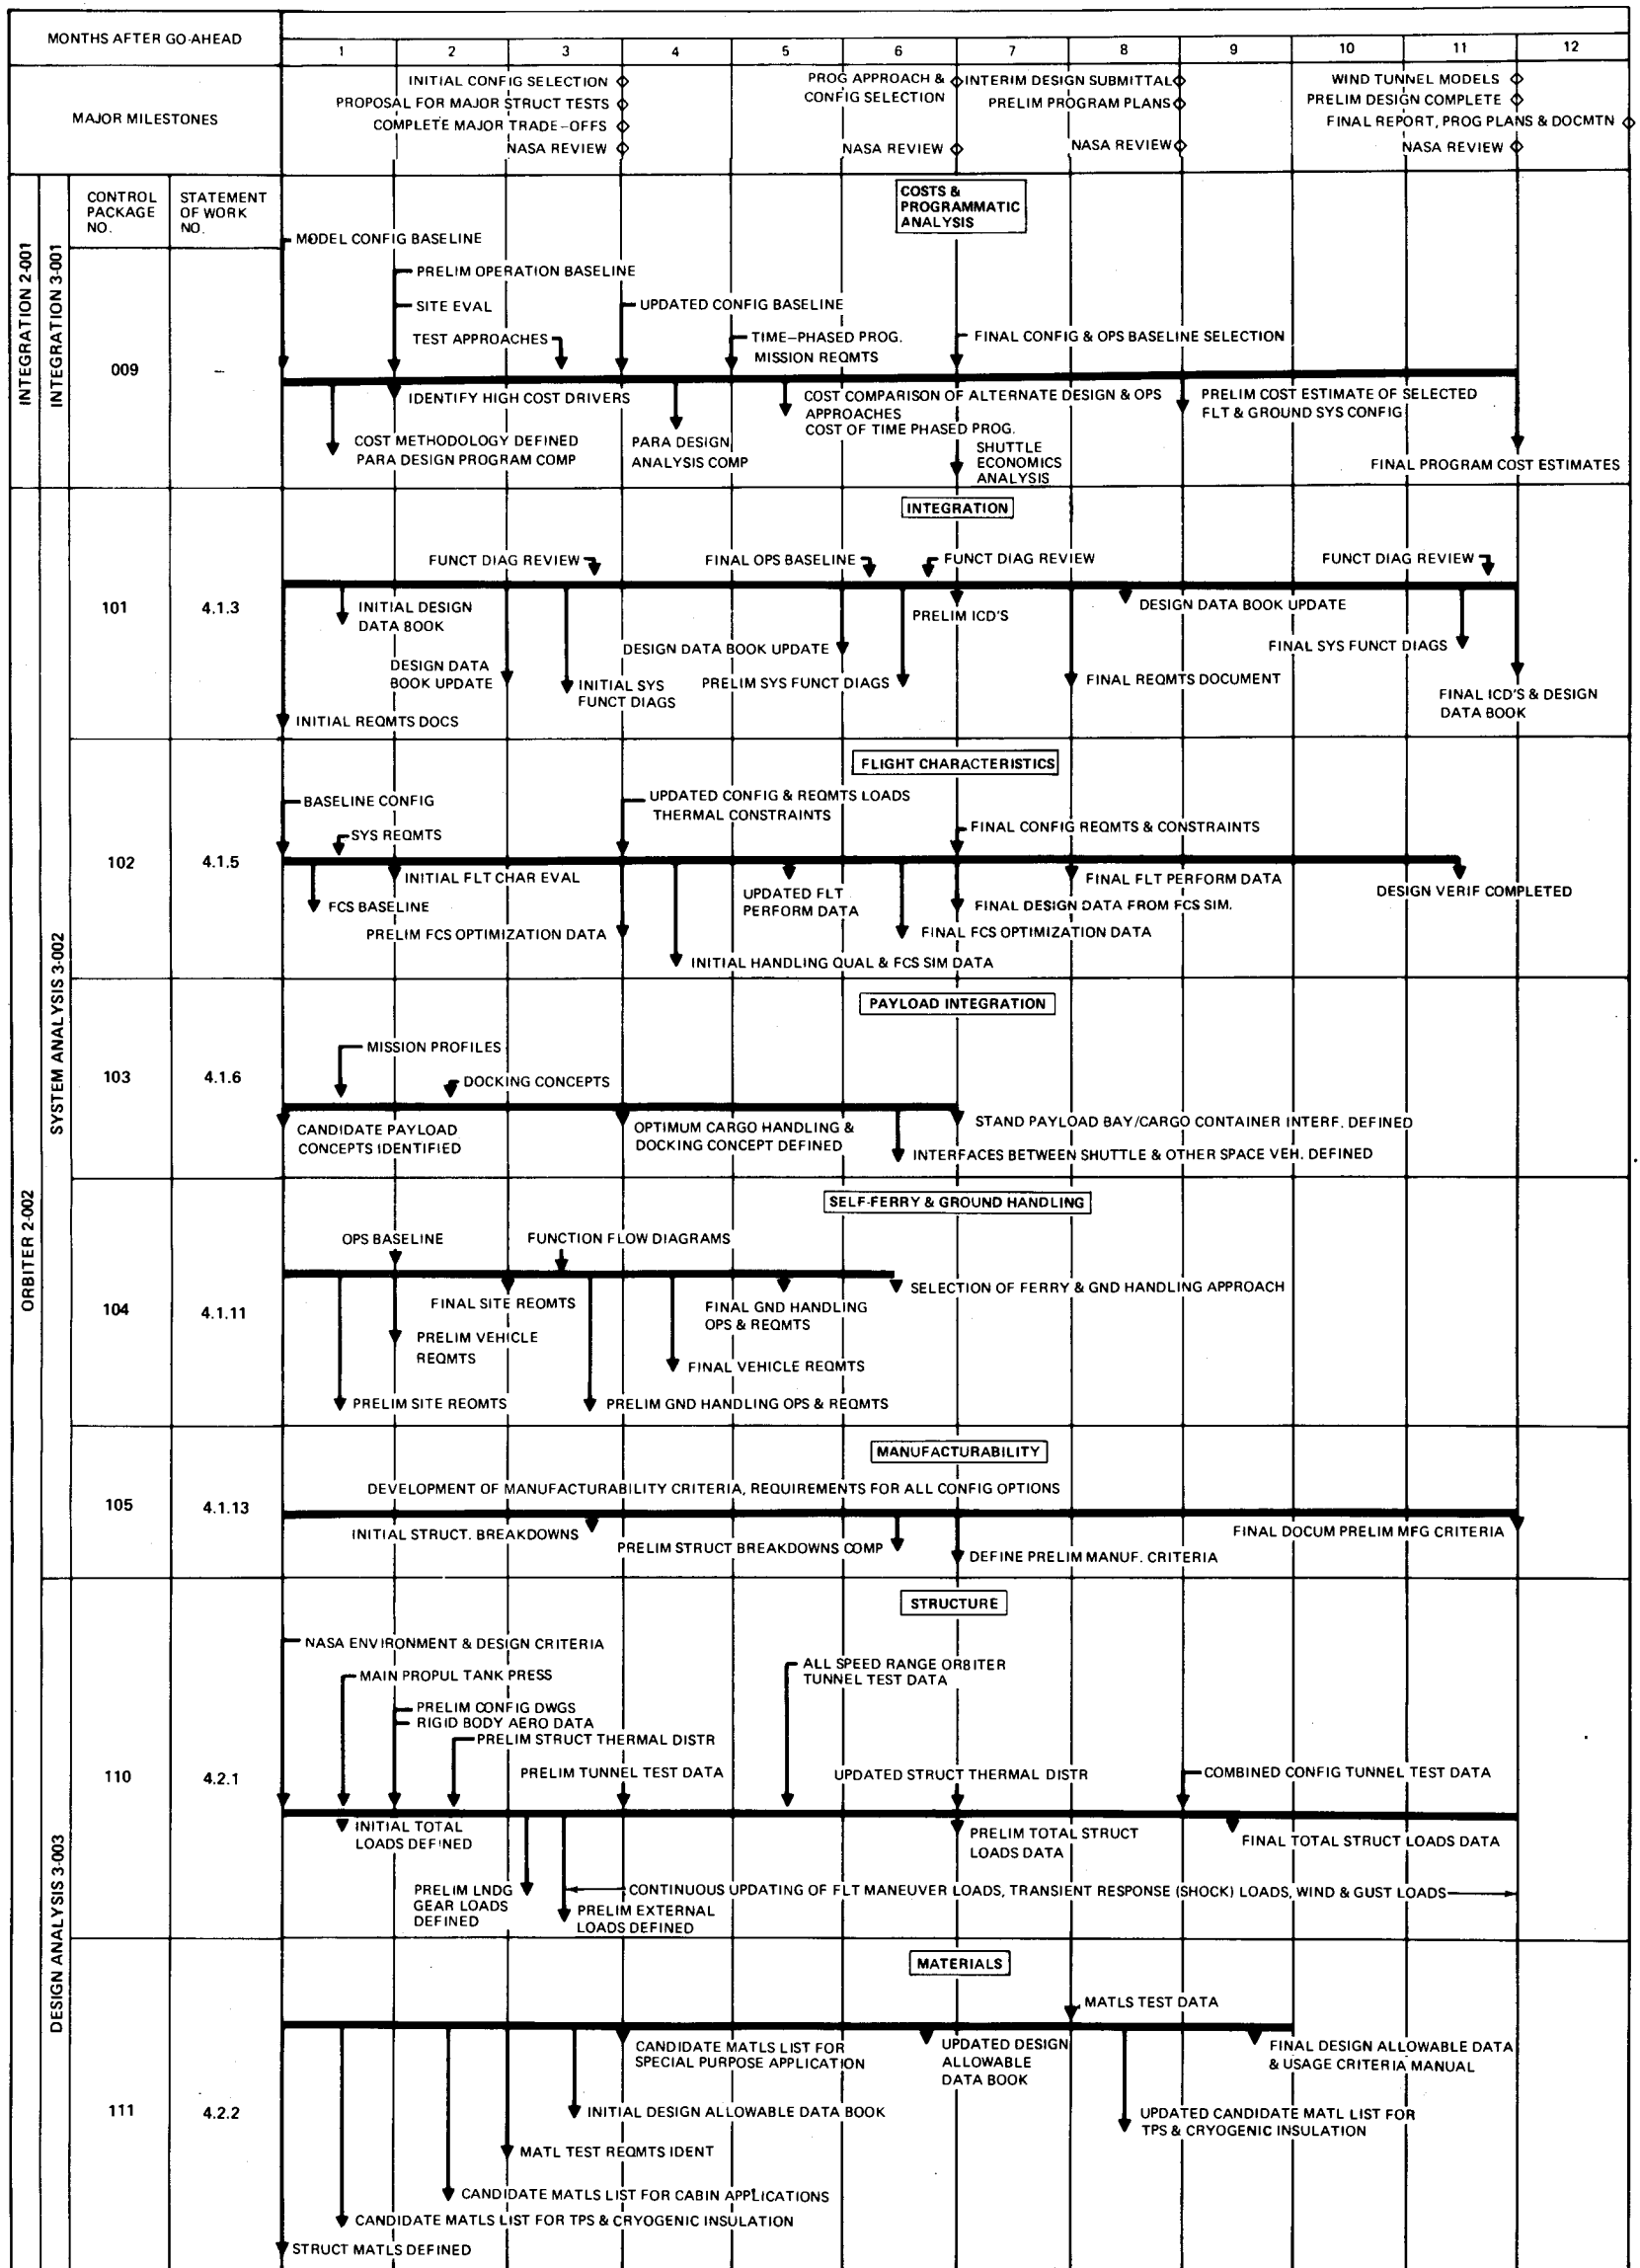 MONTHS AFTER GO-AHEAD
1 2 3 4 5 6 7 8 9 10 11 12
MAJOR MILESTONES
INITIAL CONFIG SELECTION
PROPOSAL FOR MAJOR STRUCT TESTS
COMPLETE MAJOR TRADE-OFFS
NASA REVIEW
PROG APPROACH &
CONFIG SELECTION
NASA REVIEW
INTERIM DESIGN SUBMITTAL
PRELIM PROGRAM PLANS
NASA REVIEW
WIND TUNNEL MODELS
PRELIM DESIGN COMPLETE
FINAL REPORT, PROG PLANS & DOCMTN
NASA REVIEW
INTEGRATION 2-001
INTEGRATION 3-001
CONTROL
PACKAGE
NO.
STATEMENT
OF WORK
NO.
COSTS &
PROGRAMMATIC
ANALYSIS
009
–
MODEL CONFIG BASELINE
PRELIM OPERATION BASELINE
SITE EVAL
TEST APPROACHES
UPDATED CONFIG BASELINE
TIME-PHASED PROG.
MISSION REQMTS
FINAL CONFIG & OPS BASELINE SELECTION
IDENTIFY HIGH COST DRIVERS
COST METHODOLOGY DEFINED
PARA DESIGN PROGRAM COMP
PARA DESIGN
ANALYSIS COMP
COST COMPARISON OF ALTERNATE DESIGN & OPS
APPROACHES
COST OF TIME PHASED PROG.
SHUTTLE
ECONOMICS
ANALYSIS
PRELIM COST ESTIMATE OF SELECTED
FLT & GROUND SYS CONFIG
FINAL PROGRAM COST ESTIMATES
ORBITER 2-002
SYSTEM ANALYSIS 3-002
INTEGRATION
101
4.1.3
FUNCT DIAG REVIEW
FINAL OPS BASELINE
FUNCT DIAG REVIEW
FUNCT DIAG REVIEW
INITIAL DESIGN
DATA BOOK
DESIGN DATA
BOOK UPDATE
INITIAL SYS
FUNCT DIAGS
DESIGN DATA BOOK UPDATE
PRELIM SYS FUNCT DIAGS
PRELIM ICD'S
DESIGN DATA BOOK UPDATE
FINAL REQMTS DOCUMENT
FINAL SYS FUNCT DIAGS
FINAL ICD'S & DESIGN
DATA BOOK
INITIAL REQMTS DOCS
FLIGHT CHARACTERISTICS
102
4.1.5
BASELINE CONFIG
SYS REQMTS
UPDATED CONFIG & REQMTS LOADS
THERMAL CONSTRAINTS
FINAL CONFIG REQMTS & CONSTRAINTS
INITIAL FLT CHAR EVAL
FCS BASELINE
PRELIM FCS OPTIMIZATION DATA
INITIAL HANDLING QUAL & FCS SIM DATA
UPDATED FLT
PERFORM DATA
FINAL FLT PERFORM DATA
FINAL DESIGN DATA FROM FCS SIM.
FINAL FCS OPTIMIZATION DATA
DESIGN VERIF COMPLETED
PAYLOAD INTEGRATION
103
4.1.6
MISSION PROFILES
DOCKING CONCEPTS
CANDIDATE PAYLOAD
CONCEPTS IDENTIFIED
OPTIMUM CARGO HANDLING &
DOCKING CONCEPT DEFINED
STAND PAYLOAD BAY/CARGO CONTAINER INTERF. DEFINED
INTERFACES BETWEEN SHUTTLE & OTHER SPACE VEH. DEFINED
SELF-FERRY & GROUND HANDLING
104
4.1.11
OPS BASELINE
FUNCTION FLOW DIAGRAMS
FINAL SITE REQMTS
PRELIM VEHICLE
REQMTS
PRELIM SITE REQMTS
FINAL GND HANDLING
OPS & REQMTS
SELECTION OF FERRY & GND HANDLING APPROACH
FINAL VEHICLE REQMTS
PRELIM GND HANDLING OPS & REQMTS
MANUFACTURABILITY
105
4.1.13
DEVELOPMENT OF MANUFACTURABILITY CRITERIA, REQUIREMENTS FOR ALL CONFIG OPTIONS
INITIAL STRUCT. BREAKDOWNS
PRELIM STRUCT BREAKDOWNS COMP
DEFINE PRELIM MANUF. CRITERIA
FINAL DOCUM PRELIM MFG CRITERIA
DESIGN ANALYSIS 3-003
STRUCTURE
110
4.2.1
NASA ENVIRONMENT & DESIGN CRITERIA
MAIN PROPUL TANK PRESS
PRELIM CONFIG DWGS
RIGID BODY AERO DATA
PRELIM STRUCT THERMAL DISTR
PRELIM TUNNEL TEST DATA
ALL SPEED RANGE ORBITER
TUNNEL TEST DATA
UPDATED STRUCT THERMAL DISTR
COMBINED CONFIG TUNNEL TEST DATA
INITIAL TOTAL
LOADS DEFINED
PRELIM LNDG
GEAR LOADS
DEFINED
PRELIM EXTERNAL
LOADS DEFINED
PRELIM TOTAL STRUCT
LOADS DATA
FINAL TOTAL STRUCT LOADS DATA
CONTINUOUS UPDATING OF FLT MANEUVER LOADS, TRANSIENT RESPONSE (SHOCK) LOADS, WIND & GUST LOADS
MATERIALS
111
4.2.2
MATLS TEST DATA
CANDIDATE MATLS LIST FOR
SPECIAL PURPOSE APPLICATION
UPDATED DESIGN
ALLOWABLE
DATA BOOK
FINAL DESIGN ALLOWABLE DATA
& USAGE CRITERIA MANUAL
INITIAL DESIGN ALLOWABLE DATA BOOK
UPDATED CANDIDATE MATL LIST FOR
TPS & CRYOGENIC INSULATION
MATL TEST REQMTS IDENT
CANDIDATE MATLS LIST FOR CABIN APPLICATIONS
CANDIDATE MATLS LIST FOR TPS & CRYOGENIC INSULATION
STRUCT MATLS DEFINED